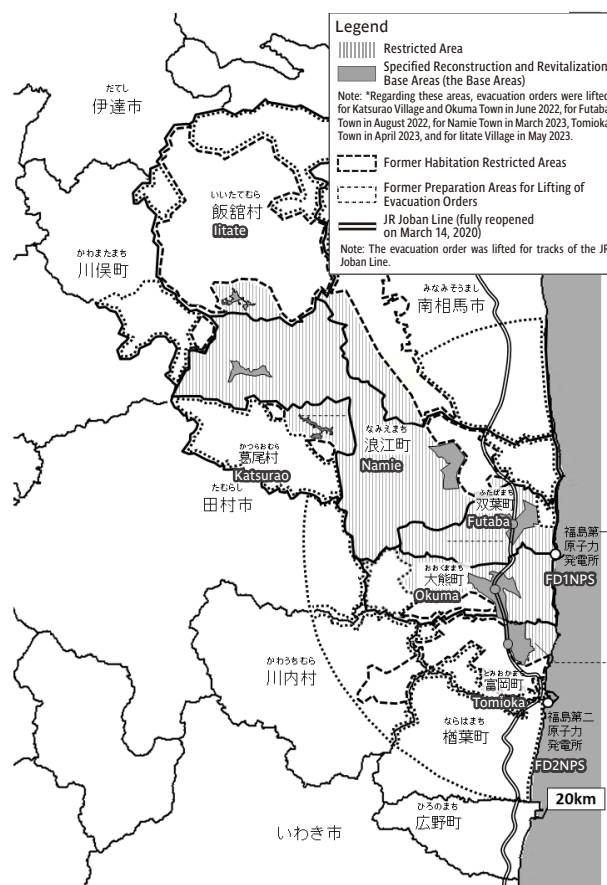 Legend
Restricted Area
Specified Reconstruction and Revitalization
Base Areas (the Base Areas)
Note: *Regarding these areas, evacuation orders were lifted
for Katsurao Village and Okuma Town in June 2022, for Futaba
Town in August 2022, for Namie Town in March 2023, Tomioka
Town in April 2023, and for Iitate Village in May 2023.
Former Habitation Restricted Areas
Former Preparation Areas for Lifting of
Evacuation Orders
JR Joban Line (fully reopened
on March 14, 2020)
Note: The evacuation order was lifted for tracks of the JR
Joban Line.
だてし
伊達市
いいたてむら
飯舘村
Iitate
かわまたまち
川俣町
みなみそうまし
南相馬市
なみえまち
浪江町
Namie
かつらおむら
葛尾村
Katsurao
たむらし
田村市
ふたばまち
双葉町
Futaba
福島第一
原子力
発電所
FD1NPS
おおくままち
大熊町
Okuma
かわうちむら
川内村
とみおかまち
富岡町
Tomioka
福島第二
原子力
発電所
FD2NPS
ならはまち
楢葉町
20km
ひろのまち
広野町
いわき市